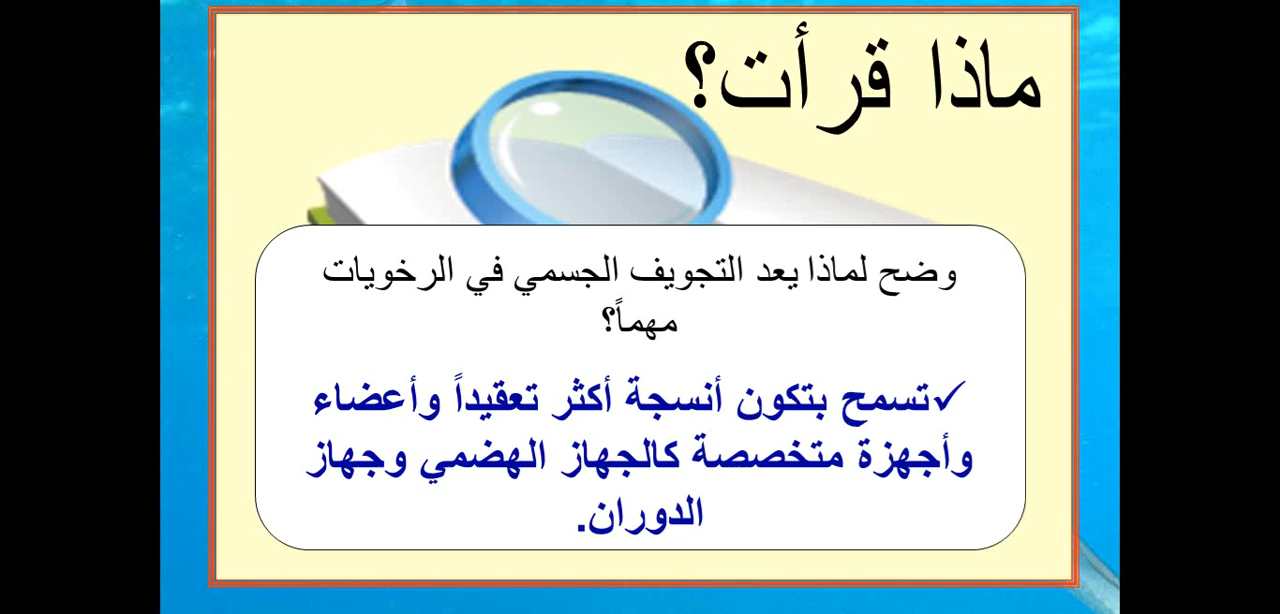 ماذا قرأت؟
وضح لماذا يعد التجويف الجسمي في الرخويات
مهماً؟
✓تسمح بتكون أنسجة أكثر تعقيداً وأعضاء
وأجهزة متخصصة كالجهاز الهضمي وجهاز
الدوران.